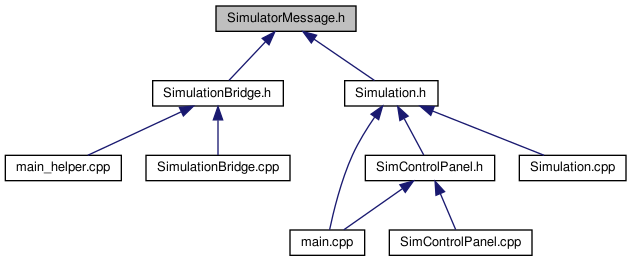 SimulatorMessage.h
SimulationBridge.h
Simulation.h
main_helper.cpp
SimulationBridge.cpp
SimControlPanel.h
Simulation.cpp
main.cpp
SimControlPanel.cpp